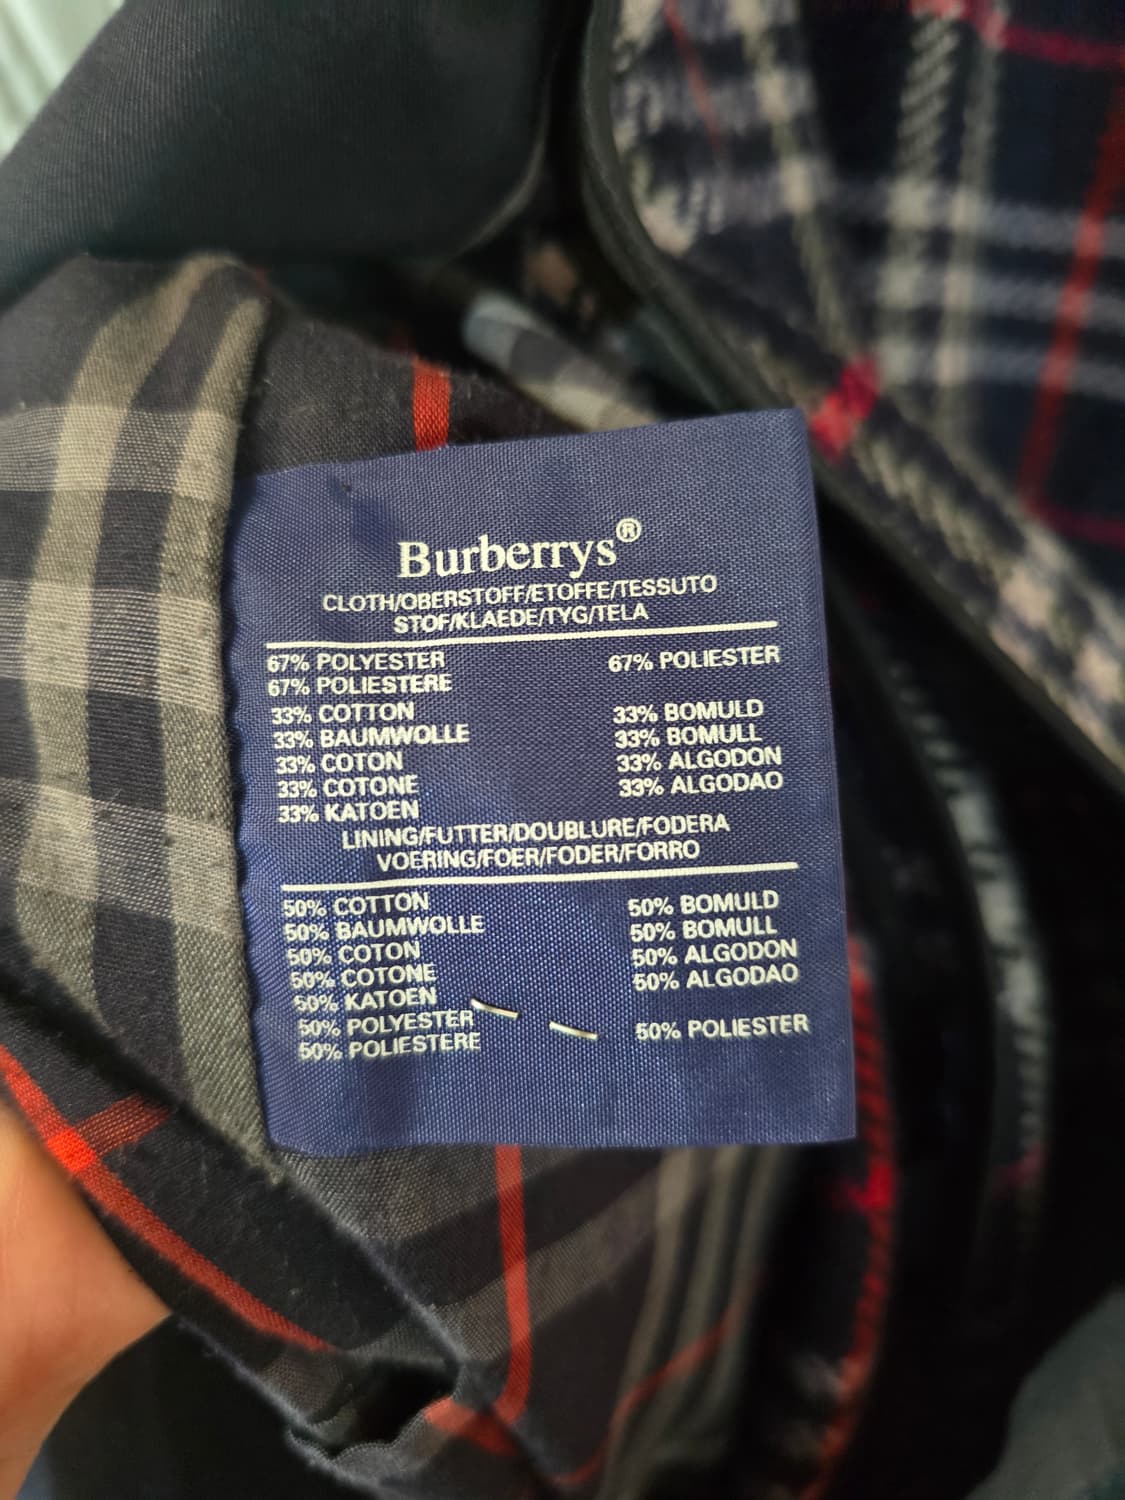 Burberrys®
CLOTH/OBERSTOFF/ETOFFE/TESSUTO
STOF/KLAEDE/TYG/TELA
67% POLYESTER 67% POLIESTER
67% POLIESTERE
33% COTTON 33% BOMULD
33% BAUMWOLLE 33% BOMULL
33% COTON 33% ALGODON
33% COTONE 33% ALGODAO
33% KATOEN
LINING/FUTTER/DOUBLURE/FODERA
VOERING/FOER/FODER/FORRO
50% COTTON 50% BOMULD
50% BAUMWOLLE 50% BOMULL
50% COTON 50% ALGODON
50% COTONE 50% ALGODAO
50% KATOEN
50% POLYESTER 50% POLIESTER
50% POLIESTERE